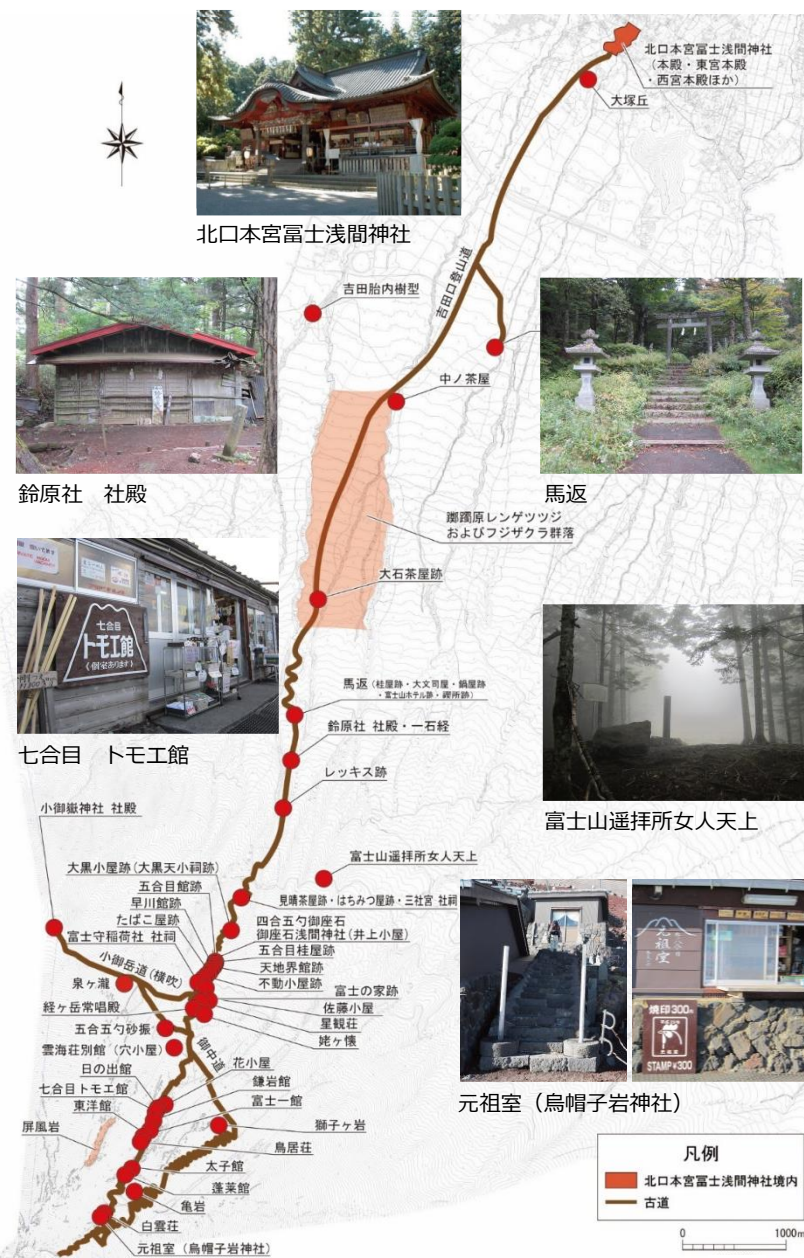 北口本宮冨士浅間神社
（本殿・東宮本殿
・西宮本殿ほか）
大塚丘
北口本宮冨士浅間神社
吉田口登山道
吉田胎内樹型
中ノ茶屋
鈴原社　社殿
馬返
躑躅原レンゲツツジ
およびフジザクラ群落
大石茶屋跡
七合目
トモエ館
《個室あります》
七合目　トモエ館
馬返（桂屋跡・大文司屋・鍋屋跡
・富士山ホテル跡・禊所跡）
鈴原社 社殿・一石経
レッキス跡
富士山遥拝所女人天上
小御嶽神社 社殿
富士山遥拝所女人天上
大黒小屋跡（大黒天小祠跡）
見晴茶屋跡・はちみつ屋跡・三社宮 社祠
五合目館跡
早川館跡
四合五勺御座石
たばこ屋跡
御座石浅間神社（井上小屋）
富士守稲荷社 社祠
五合目桂屋跡
小御岳道（横吹）
天地界館跡
不動小屋跡
泉ヶ瀧
富士の家跡
経ヶ岳常唱殿
佐藤小屋
星観荘
五合五勺砂振
姥ヶ懐
雲海荘別館（穴小屋）
御中道
日の出館
花小屋
七合目トモエ館
鎌岩館
東洋館
富士一館
屏風岩
獅子ヶ岩
鳥居荘
太子館
蓬莱館
亀岩
白雲荘
元祖室（烏帽子岩神社）
元祖室
焼印300円
STAMP¥300
元祖室（烏帽子岩神社）
凡例
北口本宮冨士浅間神社境内
古道
0
1000m